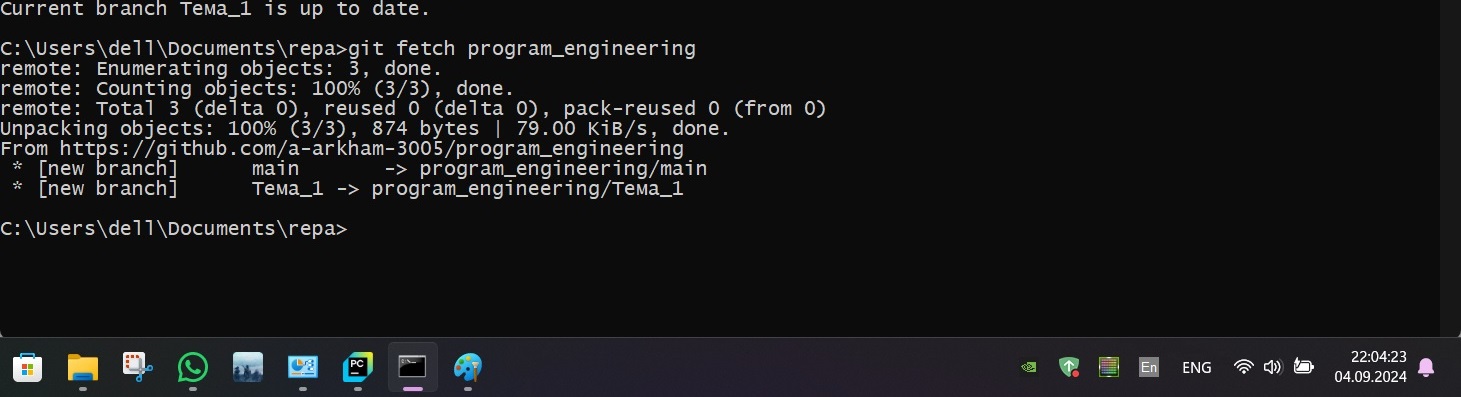 Current branch Тема_1 is up to date.
C:\Users\dell\Documents\repa>git fetch program_engineering
remote: Enumerating objects: 3, done.
remote: Counting objects: 100% (3/3), done.
remote: Total 3 (delta 0), reused 0 (delta 0), pack-reused 0 (from 0)
Unpacking objects: 100% (3/3), 874 bytes | 79.00 KiB/s, done.
From https://github.com/a-arkham-3005/program_engineering
 * [new branch]      main       -> program_engineering/main
 * [new branch]      Тема_1 -> program_engineering/Тема_1
C:\Users\dell\Documents\repa>
PC
En
ENG
22:04:23
04.09.2024